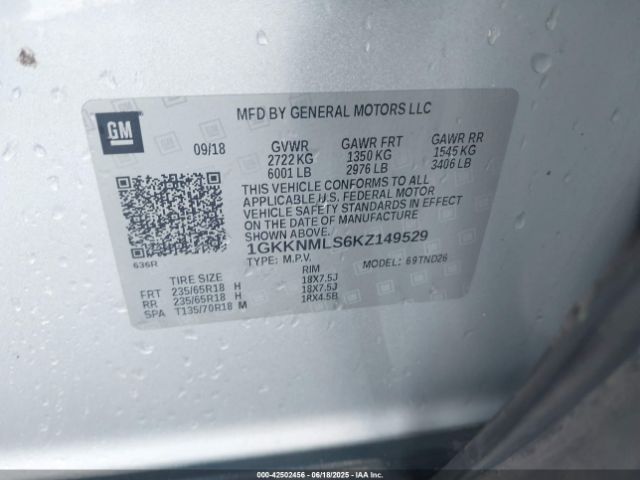 MFD BY GENERAL MOTORS LLC
GM
09/18 GVWR GAWR FRT GAWR RR
2722 KG 1350 KG 1545 KG
6001 LB 2976 LB 3406 LB
THIS VEHICLE CONFORMS TO ALL
APPLICABLE U.S. FEDERAL MOTOR
VEHICLE SAFETY STANDARDS IN EFFECT
ON THE DATE OF MANUFACTURE
SHOWN ABOVE.
1GKKNMLS6KZ149529
636R
TYPE: M.P.V. MODEL: 69TND26
TIRE SIZE RIM
FRT 235/65R18 H 18X7.5J
RR 235/65R18 H 18X7.5J
SPA T135/70R18 M 18X4.5B
000-42502456 - 06/18/2025 - IAAI.COM